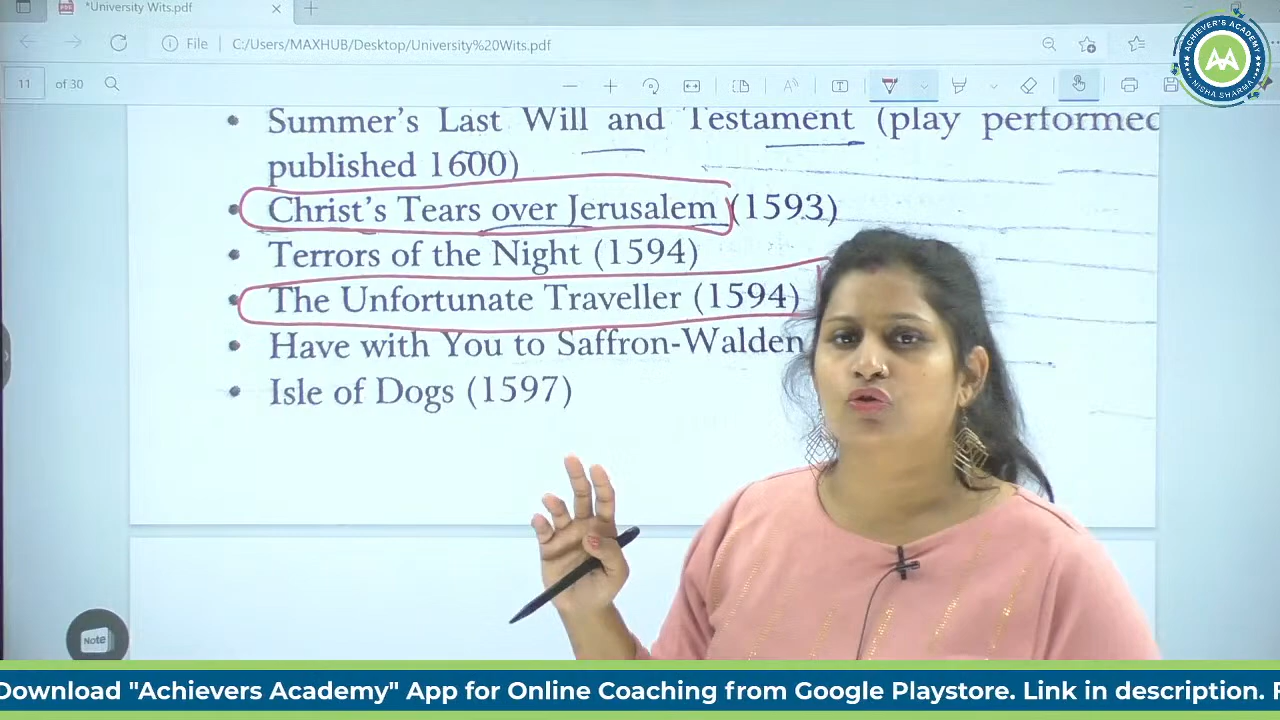 *University Wits.pdf
File
C:/Users/MAXHUB/Desktop/University%20Wits.pdf
11 of 30
ACHIEVER'S ACADEMY
NISHA SHARMA
• Summer's Last Will and Testament (play performed
published 1600)
• Christ's Tears over Jerusalem (1593)
• Terrors of the Night (1594)
• The Unfortunate Traveller (1594)
• Have with You to Saffron-Walden
• Isle of Dogs (1597)
Note
Download "Achievers Academy" App for Online Coaching from Google Playstore. Link in description.